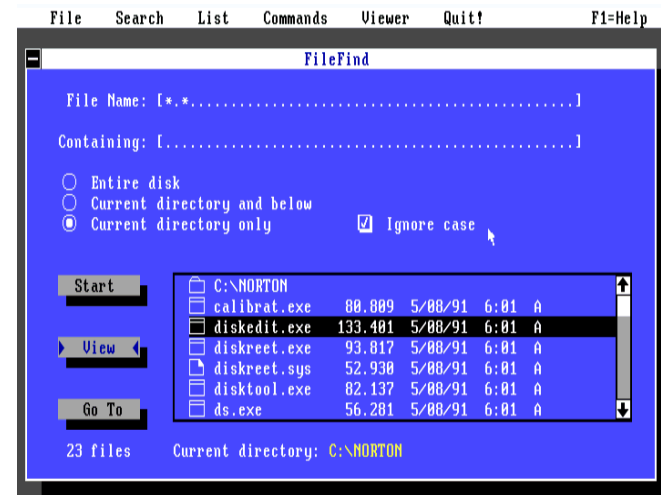 File Search List Commands Viewer Quit! F1=Help
FileFind
File Name: [*.*.................................................]
Containing: [...................................................]
Entire disk
Current directory and below
Current directory only Ignore case
Start
C:\NORTON
calibrat.exe 80.809 5/08/91 6:01 A
diskedit.exe 133.401 5/08/91 6:01 A
View
diskreet.exe 93.817 5/08/91 6:01 A
diskreet.sys 52.930 5/08/91 6:01 A
disktool.exe 82.137 5/08/91 6:01 A
Go To
ds.exe 56.281 5/08/91 6:01 A
23 files Current directory: C:\NORTON